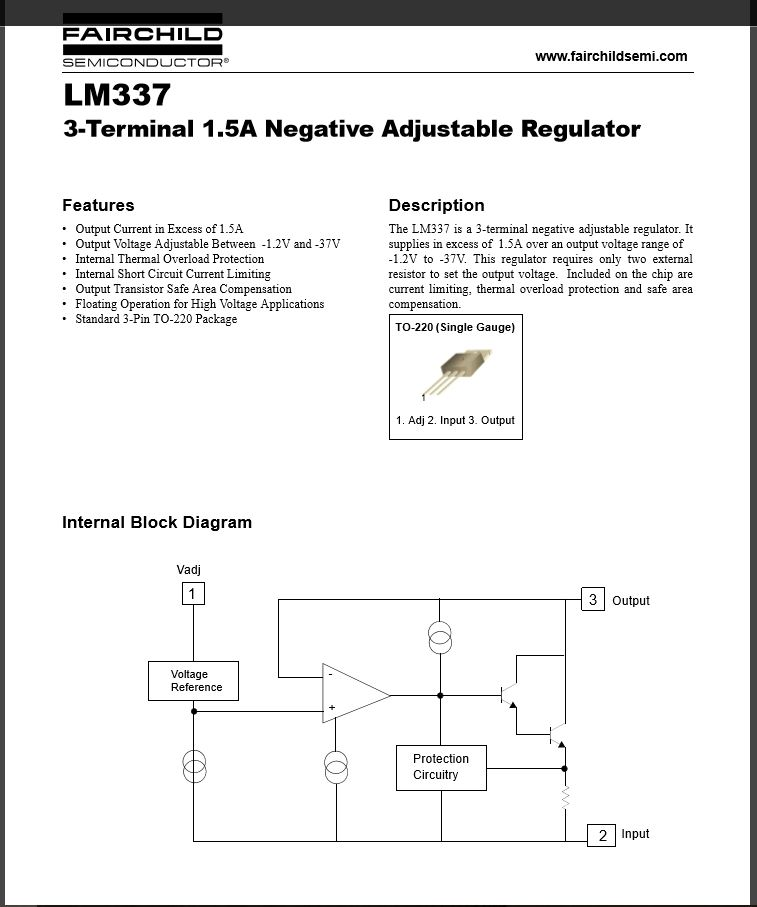 FAIRCHILD
SEMICONDUCTOR®
www.fairchildsemi.com
LM337
3-Terminal 1.5A Negative Adjustable Regulator
Features
• Output Current in Excess of 1.5A
• Output Voltage Adjustable Between -1.2V and -37V
• Internal Thermal Overload Protection
• Internal Short Circuit Current Limiting
• Output Transistor Safe Area Compensation
• Floating Operation for High Voltage Applications
• Standard 3-Pin TO-220 Package
Description
The LM337 is a 3-terminal negative adjustable regulator. It
supplies in excess of 1.5A over an output voltage range of
-1.2V to -37V. This regulator requires only two external
resistor to set the output voltage. Included on the chip are
current limiting, thermal overload protection and safe area
compensation.
TO-220 (Single Gauge)
1
1. Adj 2. Input 3. Output
Internal Block Diagram
Vadj
1
3 Output
Voltage
Reference
-
+
Protection
Circuitry
2 Input